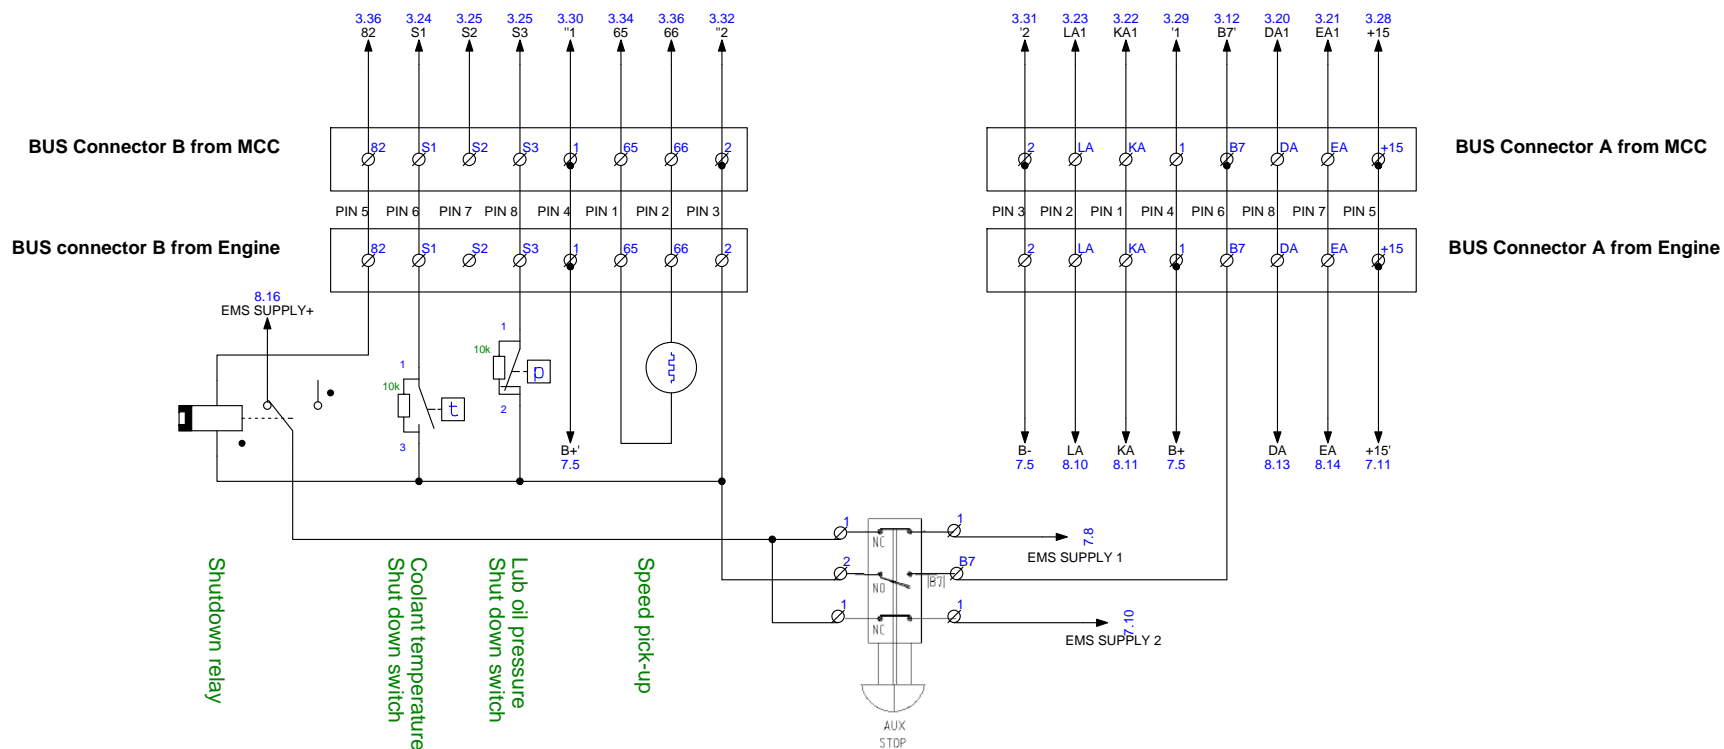 3.36 3.24 3.25 3.25 3.30 3.34 3.36 3.32
82 S1 S2 S3 "1 65 66 "2
3.31 3.23 3.22 3.29 3.12 3.20 3.21 3.28
'2 LA1 KA1 '1 B7' DA1 EA1 +15
BUS Connector B from MCC
82 S1 S2 S3 1 65 66 2
2 LA KA 1 B7 DA EA +15
BUS Connector A from MCC
PIN 5 PIN 6 PIN 7 PIN 8 PIN 4 PIN 1 PIN 2 PIN 3
PIN 3 PIN 2 PIN 1 PIN 4 PIN 6 PIN 8 PIN 7 PIN 5
BUS connector B from Engine
82 S1 S2 S3 1 65 66 2
2 LA KA 1 B7 DA EA +15
BUS Connector A from Engine
8.16
EMS SUPPLY+
1
10k
p
2
1
10k
t
3
B+'
7.5
B- LA KA B+ DA EA +15'
7.5 8.10 8.11 7.5 8.13 8.14 7.11
1 NC 1
7.8
EMS SUPPLY 1
2 NO |B7| B7
1 NC 1
7.10
EMS SUPPLY 2
AUX
STOP
Shutdown relay
Coolant temperature
Shut down switch
Lub oil pressure
Shut down switch
Speed pick-up